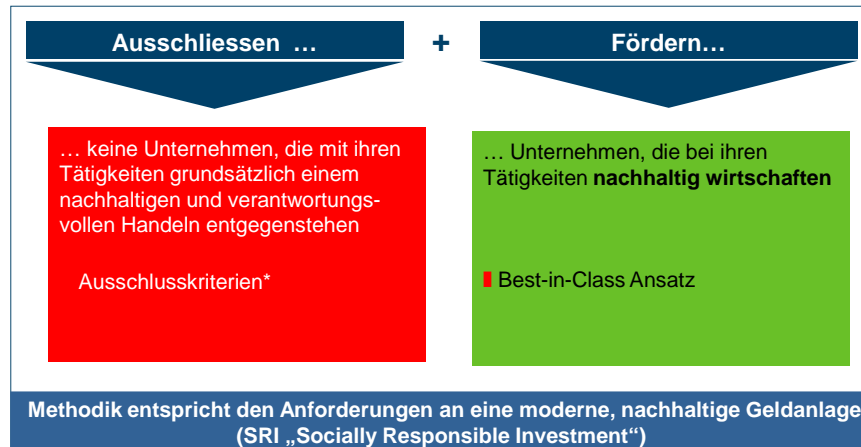 Ausschliessen …
+
Fördern…
… keine Unternehmen, die mit ihren
Tätigkeiten grundsätzlich einem
nachhaltigen und verantwortungs-
vollen Handeln entgegenstehen
Ausschlusskriterien*
… Unternehmen, die bei ihren
Tätigkeiten nachhaltig wirtschaften
Best-in-Class Ansatz
Methodik entspricht den Anforderungen an eine moderne, nachhaltige Geldanlage
(SRI „Socially Responsible Investment“)